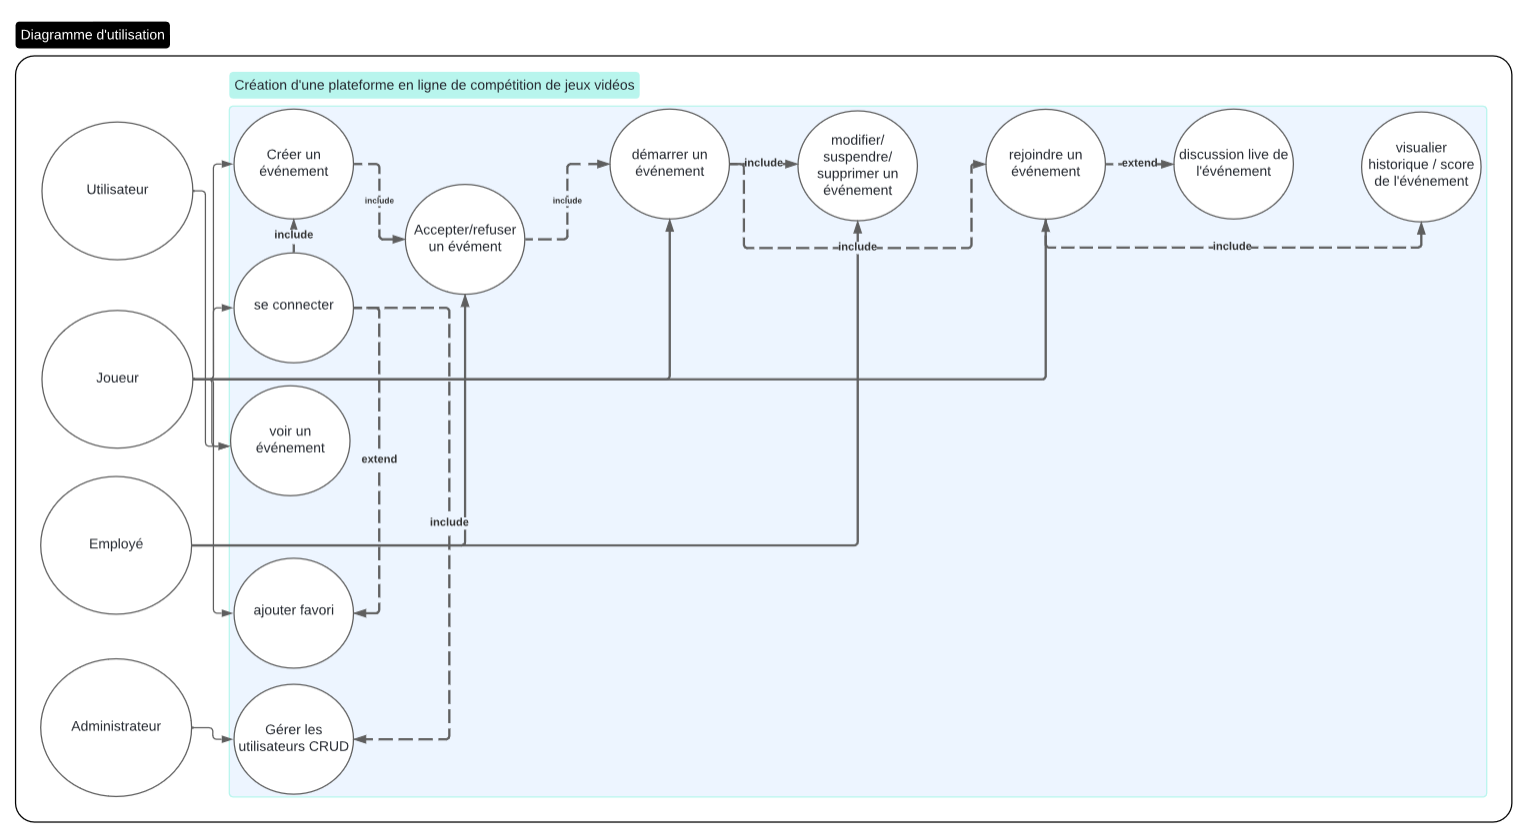 Diagramme d'utilisation
Création d'une plateforme en ligne de compétition de jeux vidéos
Utilisateur
Joueur
Employé
Administrateur
Créer un
événement
include
se connecter
voir un
événement
ajouter favori
Gérer les
utilisateurs CRUD
include
extend
include
Accepter/refuser
un évément
include
démarrer un
événement
include
include
modifier/
suspendre/
supprimer un
événement
rejoindre un
événement
extend
include
discussion live de
l'événement
visualier
historique / score
de l'événement